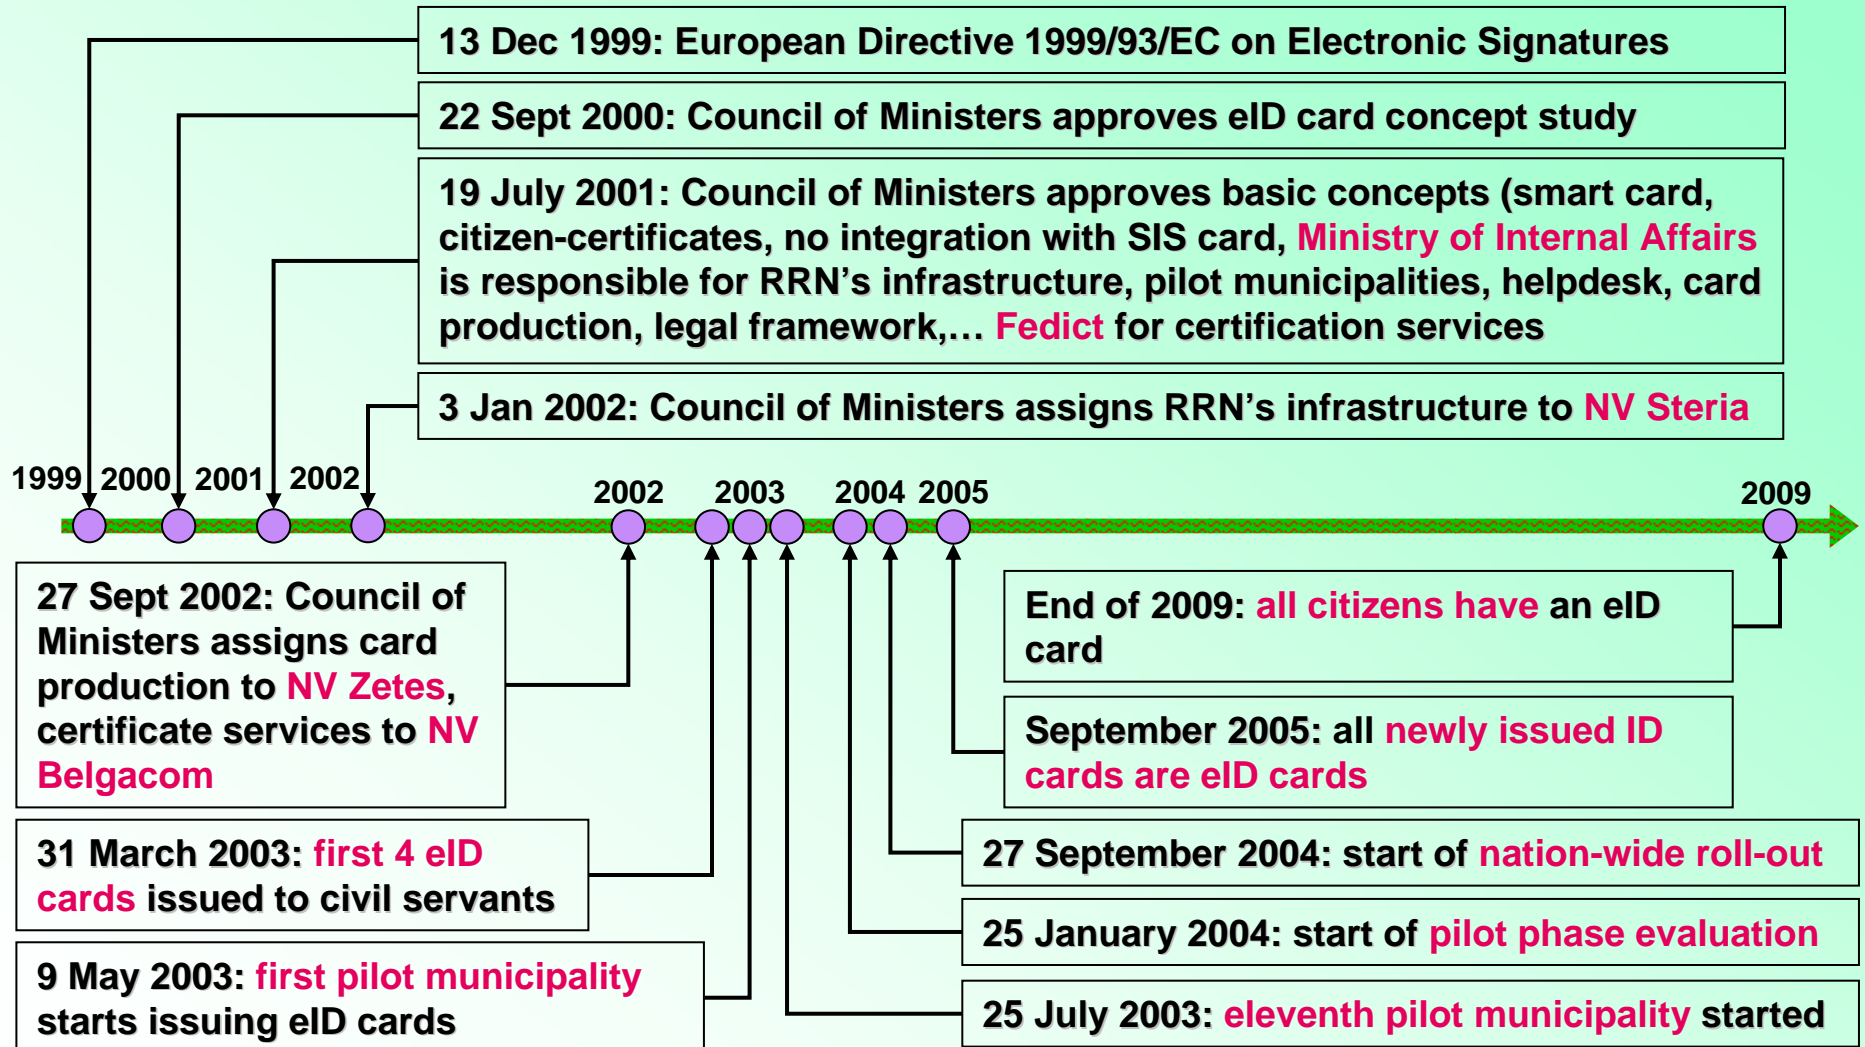 13 Dec 1999: European Directive 1999/93/EC on Electronic Signatures
22 Sept 2000: Council of Ministers approves eID card concept study
19 July 2001: Council of Ministers approves basic concepts (smart card,
citizen-certificates, no integration with SIS card, Ministry of Internal Affairs
is responsible for RRN’s infrastructure, pilot municipalities, helpdesk, card
production, legal framework,… Fedict for certification services
3 Jan 2002: Council of Ministers assigns RRN’s infrastructure to NV Steria
1999 2000 2001 2002 2002 2003 2004 2005 2009
27 Sept 2002: Council of
Ministers assigns card
production to NV Zetes,
certificate services to NV
Belgacom
31 March 2003: first 4 eID
cards issued to civil servants
9 May 2003: first pilot municipality
starts issuing eID cards
End of 2009: all citizens have an eID
card
September 2005: all newly issued ID
cards are eID cards
27 September 2004: start of nation-wide roll-out
25 January 2004: start of pilot phase evaluation
25 July 2003: eleventh pilot municipality started